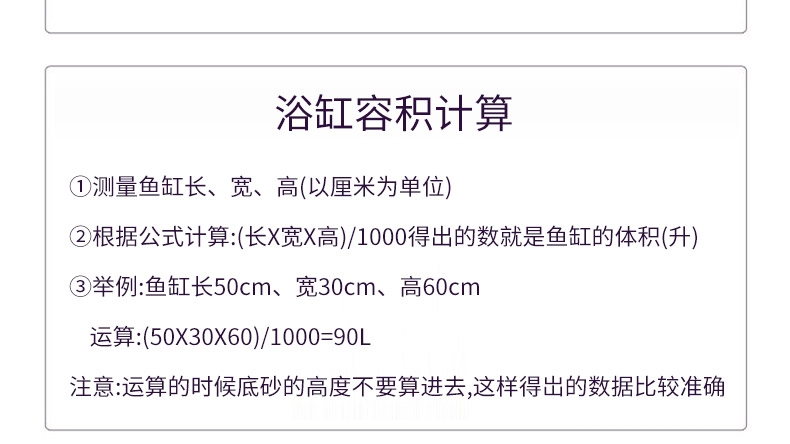 浴缸容积计算
①测量鱼缸长、宽、高(以厘米为单位)
②根据公式计算:(长X宽X高)/1000得出的数就是鱼缸的体积(升)
③举例:鱼缸长50cm、宽30cm、高60cm
运算:(50X30X60)/1000=90L
注意:运算的时候底砂的高度不要算进去,这样得出的数据比较准确